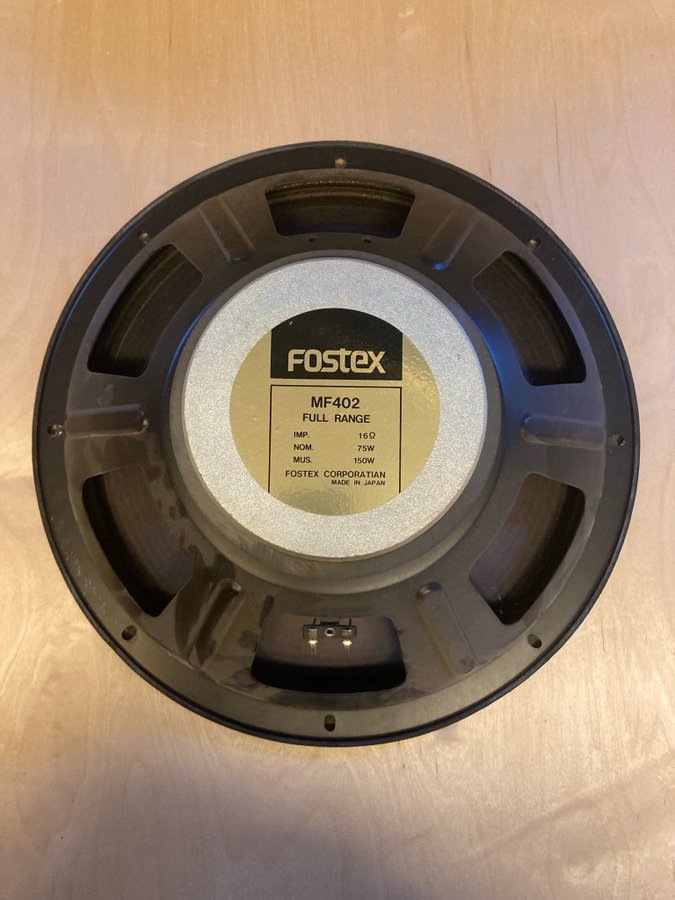 FOSTEX
MF402
FULL RANGE
IMP. 16Ω
NOM. 75W
MUS. 150W
FOSTEX CORPORATIAN
MADE IN JAPAN